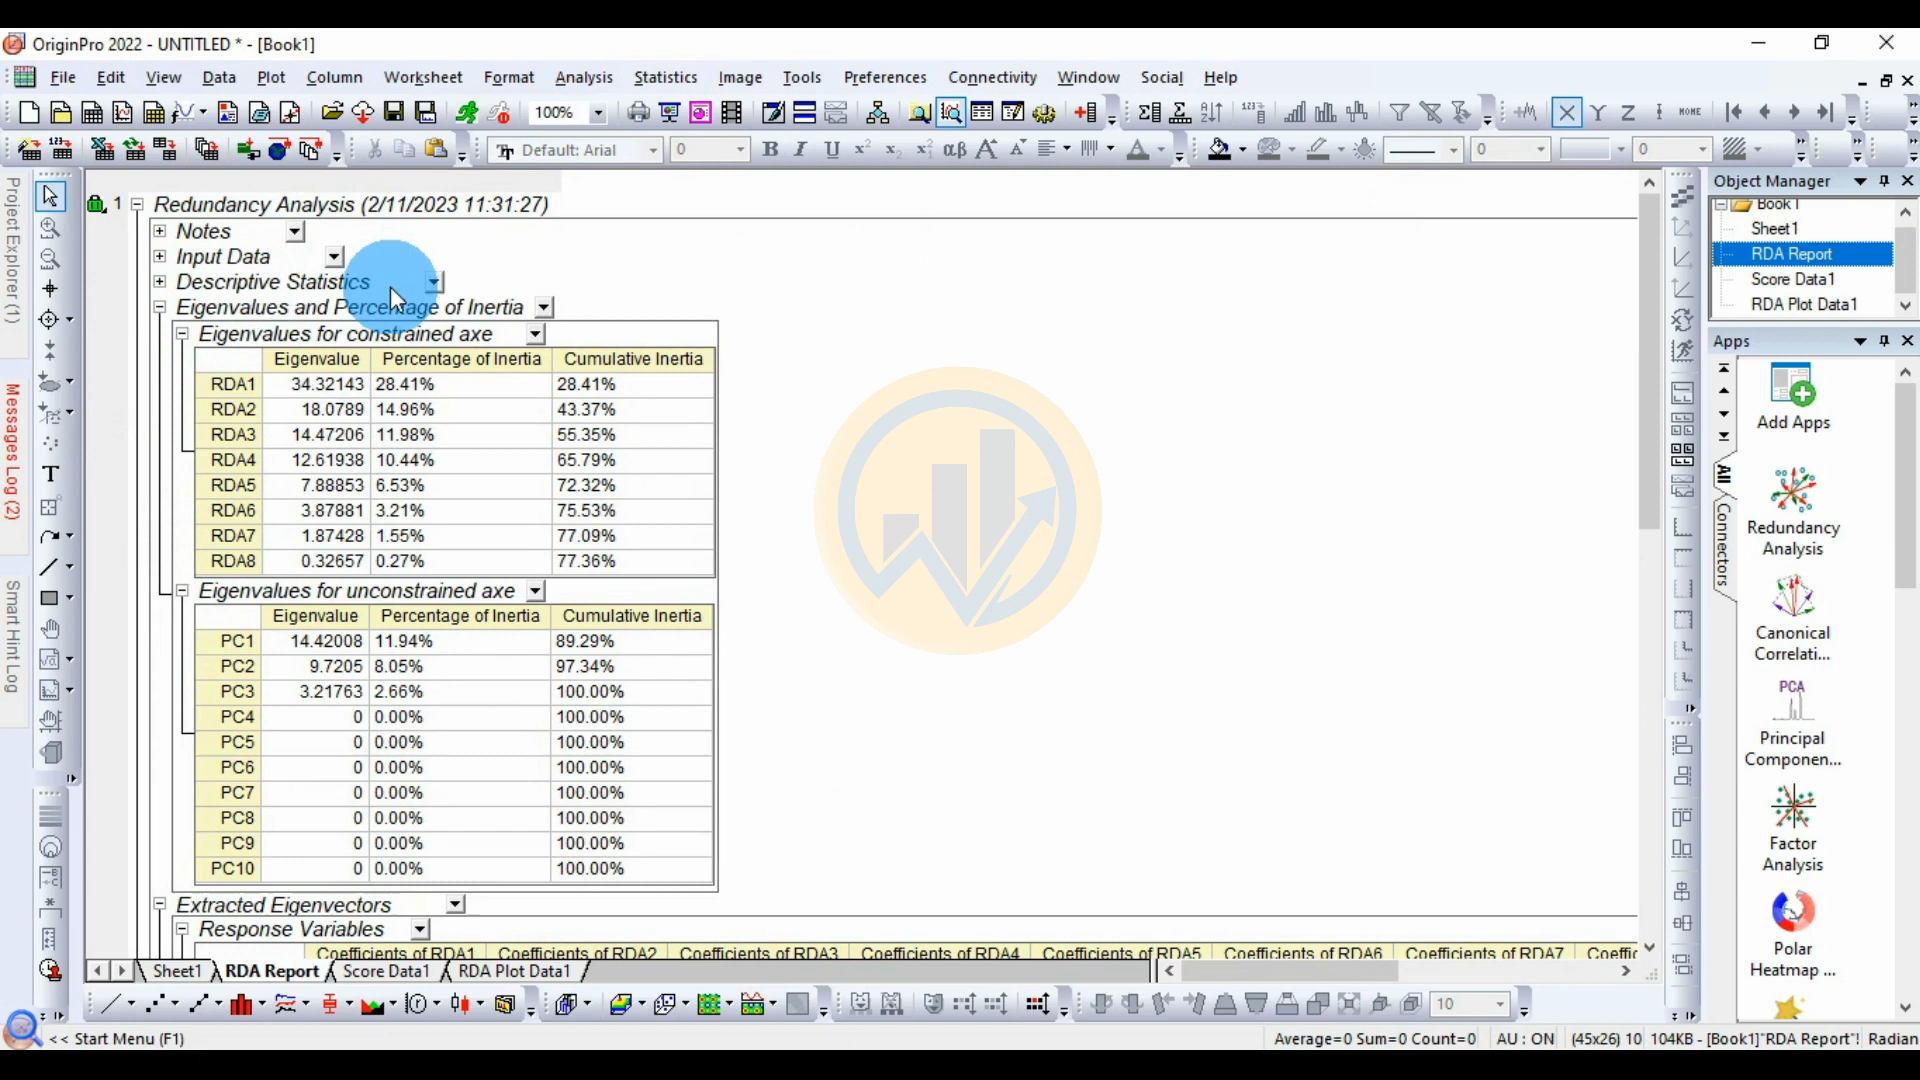 OriginPro 2022 - UNTITLED * - [Book1]
File Edit View Data Plot Column Worksheet Format Analysis Statistics Image Tools Preferences Connectivity Window Social Help
100%
X Y Z HOME
Default: Arial 0 B I U αβ A 0 0
Project Explorer (1)
Messages Log (2)
Smart Hint Log
1 Redundancy Analysis (2/11/2023 11:31:27)
Notes
Input Data
Descriptive Statistics
Eigenvalues and Percentage of Inertia
Eigenvalues for constrained axe
Eigenvalue Percentage of Inertia Cumulative Inertia
RDA1 34.32143 28.41% 28.41%
RDA2 18.0789 14.96% 43.37%
RDA3 14.47206 11.98% 55.35%
RDA4 12.61938 10.44% 65.79%
RDA5 7.88853 6.53% 72.32%
RDA6 3.87881 3.21% 75.53%
RDA7 1.87428 1.55% 77.09%
RDA8 0.32657 0.27% 77.36%
Eigenvalues for unconstrained axe
Eigenvalue Percentage of Inertia Cumulative Inertia
PC1 14.42008 11.94% 89.29%
PC2 9.7205 8.05% 97.34%
PC3 3.21763 2.66% 100.00%
PC4 0 0.00% 100.00%
PC5 0 0.00% 100.00%
PC6 0 0.00% 100.00%
PC7 0 0.00% 100.00%
PC8 0 0.00% 100.00%
PC9 0 0.00% 100.00%
PC10 0 0.00% 100.00%
Extracted Eigenvectors
Response Variables
Coefficients of RDA1 Coefficients of RDA2 Coefficients of RDA3 Coefficients of RDA4 Coefficients of RDA5 Coefficients of RDA6 Coefficients of RDA7 Coeffic
Sheet1 RDA Report Score Data1 RDA Plot Data1
Object Manager
Book1
Sheet1
RDA Report
Score Data1
RDA Plot Data1
Apps
All
Connectors
Add Apps
Redundancy
Analysis
Canonical
Correlati...
PCA
Principal
Componen...
Factor
Analysis
Polar
Heatmap ...
10
<< Start Menu (F1)
Average=0 Sum=0 Count=0 AU : ON (45x26) 10 104KB - [Book1]"RDA Report"! Radian